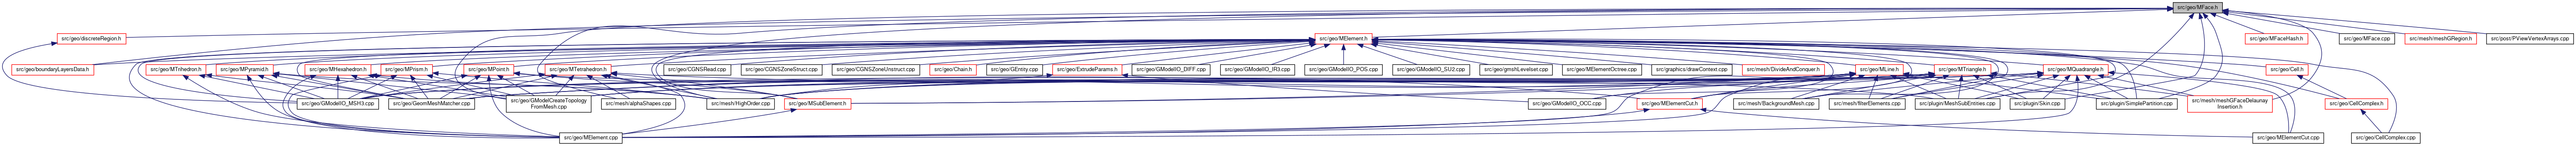 src/geo/MFace.h
src/geo/discreteRegion.h
src/geo/MElement.h
src/geo/MFaceHash.h
src/geo/MFace.cpp
src/mesh/meshGRegion.h
src/post/PViewVertexArrays.cpp
src/geo/boundaryLayersData.h
src/geo/MTrihedron.h
src/geo/MPyramid.h
src/geo/MHexahedron.h
src/geo/MPrism.h
src/geo/MPoint.h
src/geo/MTetrahedron.h
src/geo/CGNSRead.cpp
src/geo/CGNSZoneStruct.cpp
src/geo/CGNSZoneUnstruct.cpp
src/geo/Chain.h
src/geo/GEntity.cpp
src/geo/ExtrudeParams.h
src/geo/GModelIO_DIFF.cpp
src/geo/GModelIO_IR3.cpp
src/geo/GModelIO_POS.cpp
src/geo/GModelIO_SU2.cpp
src/geo/gmshLevelset.cpp
src/geo/MElementOctree.cpp
src/graphics/drawContext.cpp
src/mesh/DivideAndConquer.h
src/geo/MLine.h
src/geo/MTriangle.h
src/geo/MQuadrangle.h
src/geo/Cell.h
src/geo/GModelIO_MSH3.cpp
src/geo/GeomMeshMatcher.cpp
src/geo/GModelCreateTopology
FromMesh.cpp
src/mesh/alphaShapes.cpp
src/mesh/HighOrder.cpp
src/geo/MSubElement.h
src/geo/GModelIO_OCC.cpp
src/geo/MElementCut.h
src/mesh/BackgroundMesh.cpp
src/mesh/filterElements.cpp
src/plugin/MeshSubEntities.cpp
src/plugin/Skin.cpp
src/plugin/SimplePartition.cpp
src/mesh/meshGFaceDelaunay
Insertion.h
src/geo/CellComplex.h
src/geo/MElement.cpp
src/geo/MElementCut.cpp
src/geo/CellComplex.cpp